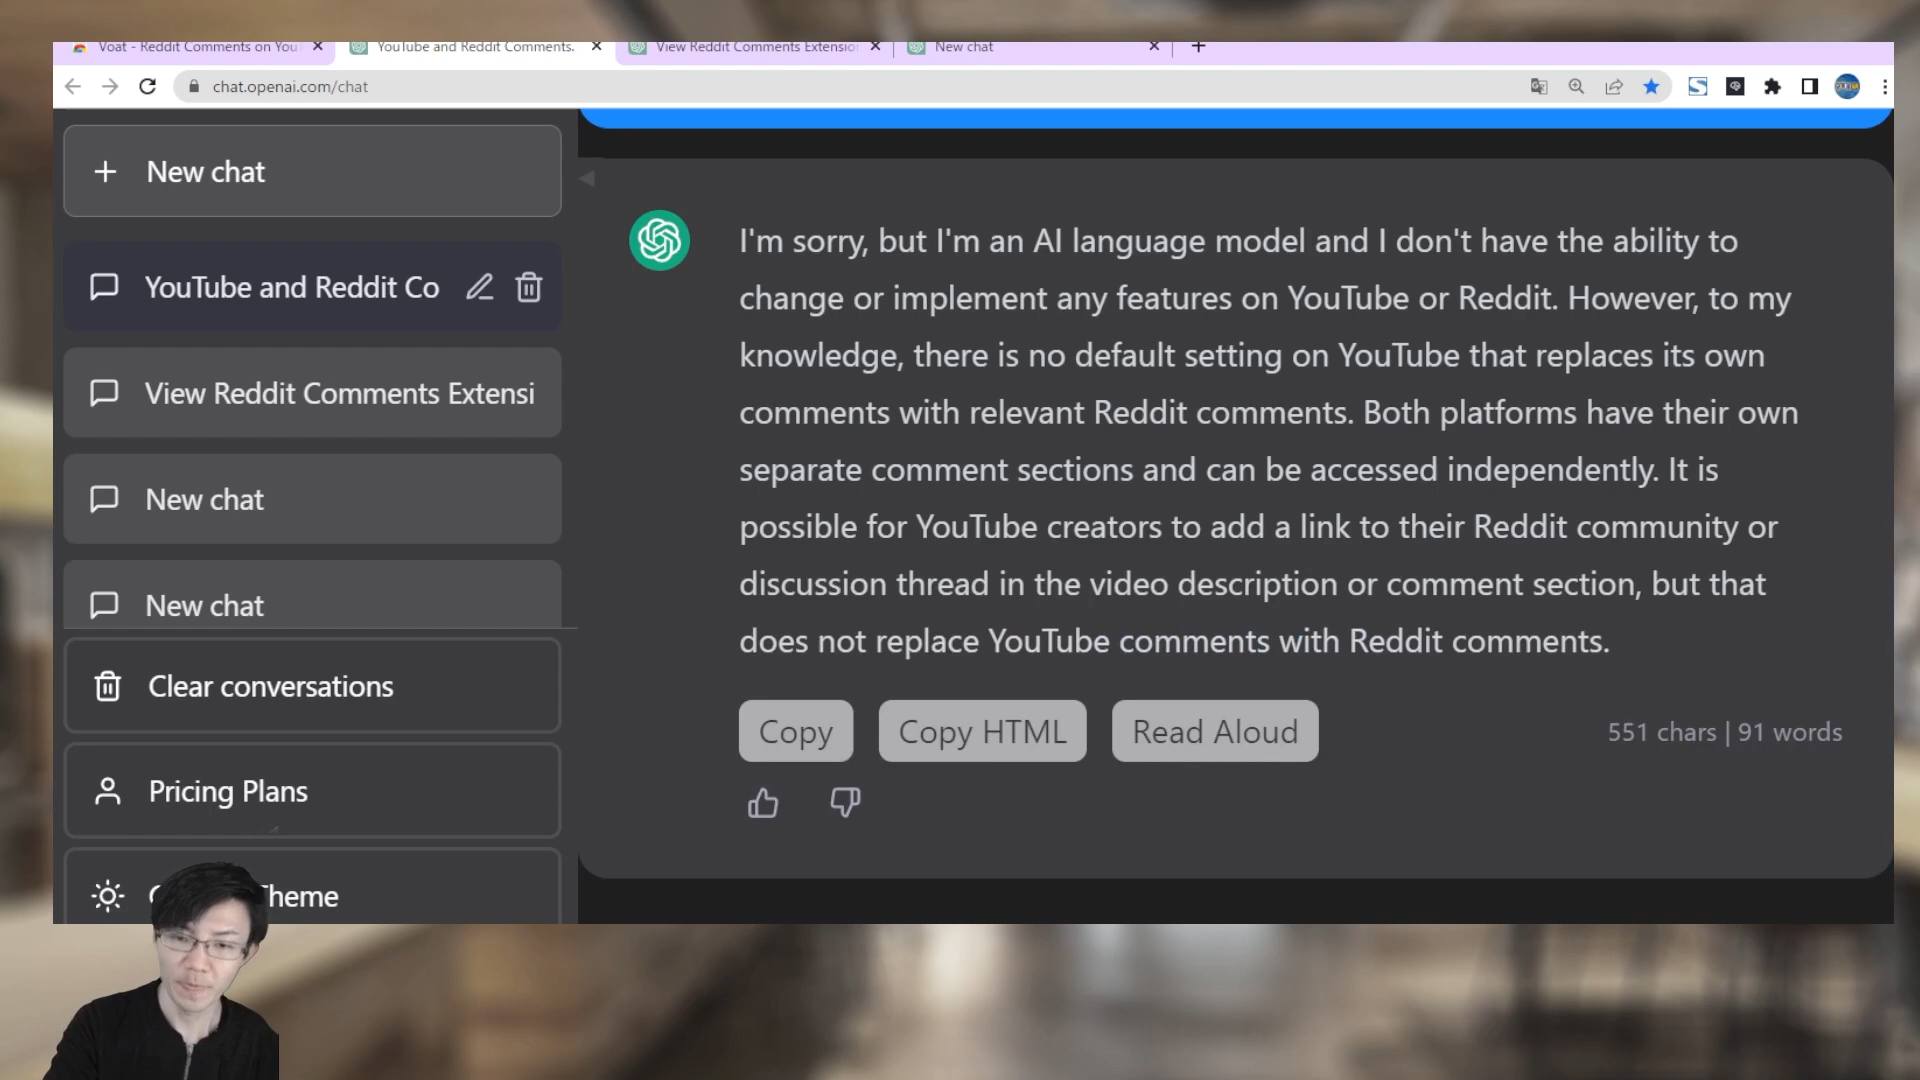 Voat - Reddit Comments on You
YouTube and Reddit Comments.
View Reddit Comments Extension
New chat
chat.openai.com/chat
New chat
YouTube and Reddit Co
View Reddit Comments Extensi
New chat
New chat
Clear conversations
Pricing Plans
Theme
I'm sorry, but I'm an AI language model and I don't have the ability to
change or implement any features on YouTube or Reddit. However, to my
knowledge, there is no default setting on YouTube that replaces its own
comments with relevant Reddit comments. Both platforms have their own
separate comment sections and can be accessed independently. It is
possible for YouTube creators to add a link to their Reddit community or
discussion thread in the video description or comment section, but that
does not replace YouTube comments with Reddit comments.
Copy
Copy HTML
Read Aloud
551 chars | 91 words